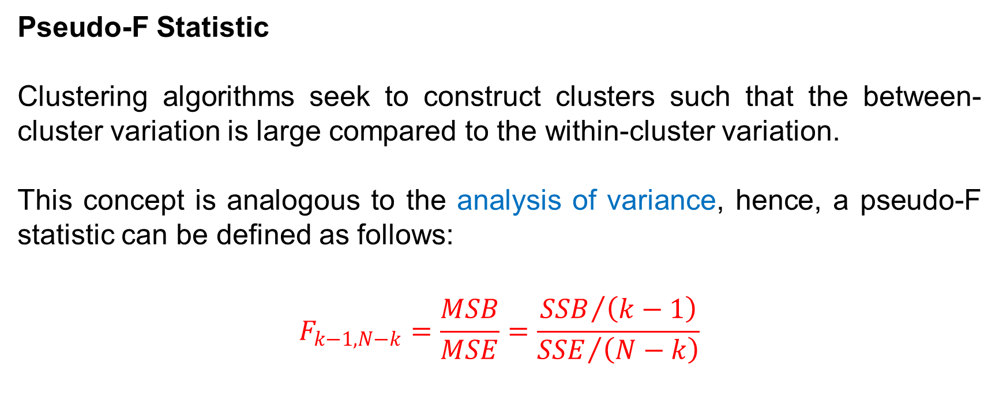 Pseudo-F Statistic
Clustering algorithms seek to construct clusters such that the between-
cluster variation is large compared to the within-cluster variation.
This concept is analogous to the analysis of variance, hence, a pseudo-F
statistic can be defined as follows:
F_{k−1,N−k} = MSB/MSE = (SSB/(k − 1))/(SSE/(N − k))